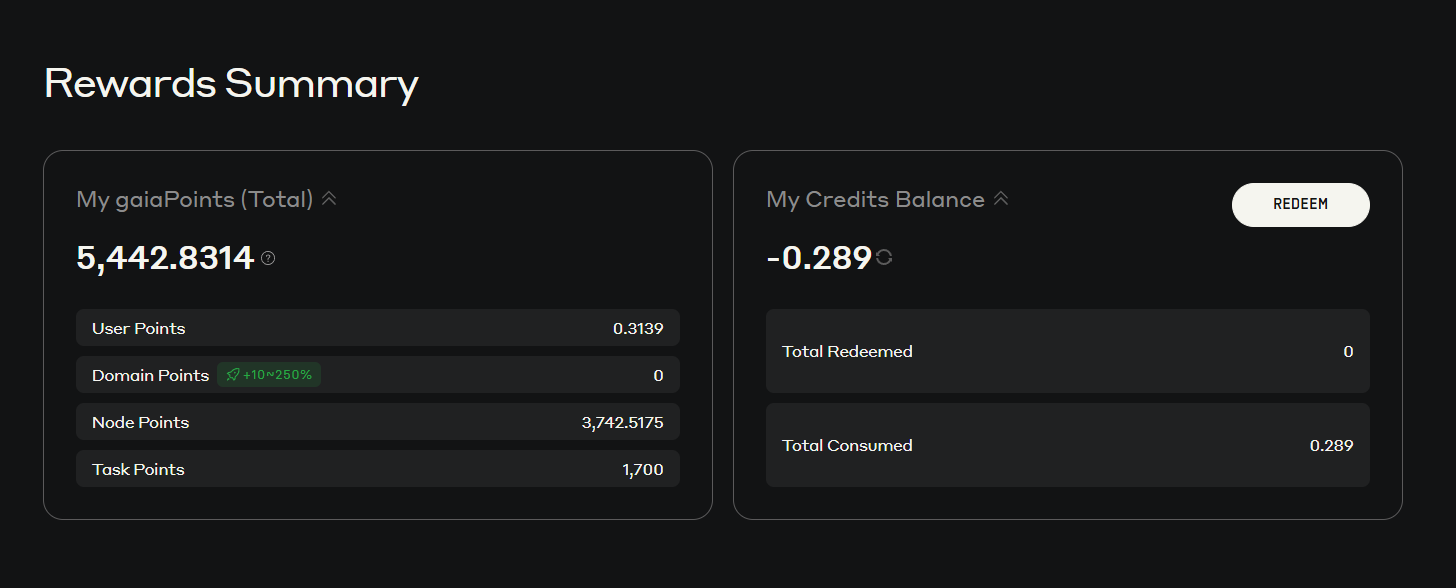 Rewards Summary
My gaiaPoints (Total)
5,442.8314
User Points 0.3139
Domain Points +10~250% 0
Node Points 3,742.5175
Task Points 1,700
My Credits Balance
REDEEM
-0.289
Total Redeemed 0
Total Consumed 0.289